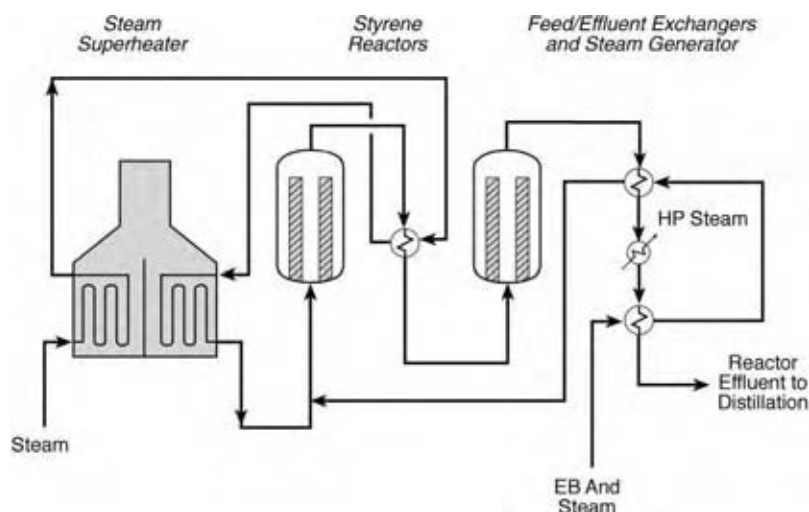 Steam
Superheater
Styrene
Reactors
Feed/Effluent Exchangers
and Steam Generator
HP Steam
Reactor
Effluent to
Distillation
Steam
EB And
Steam